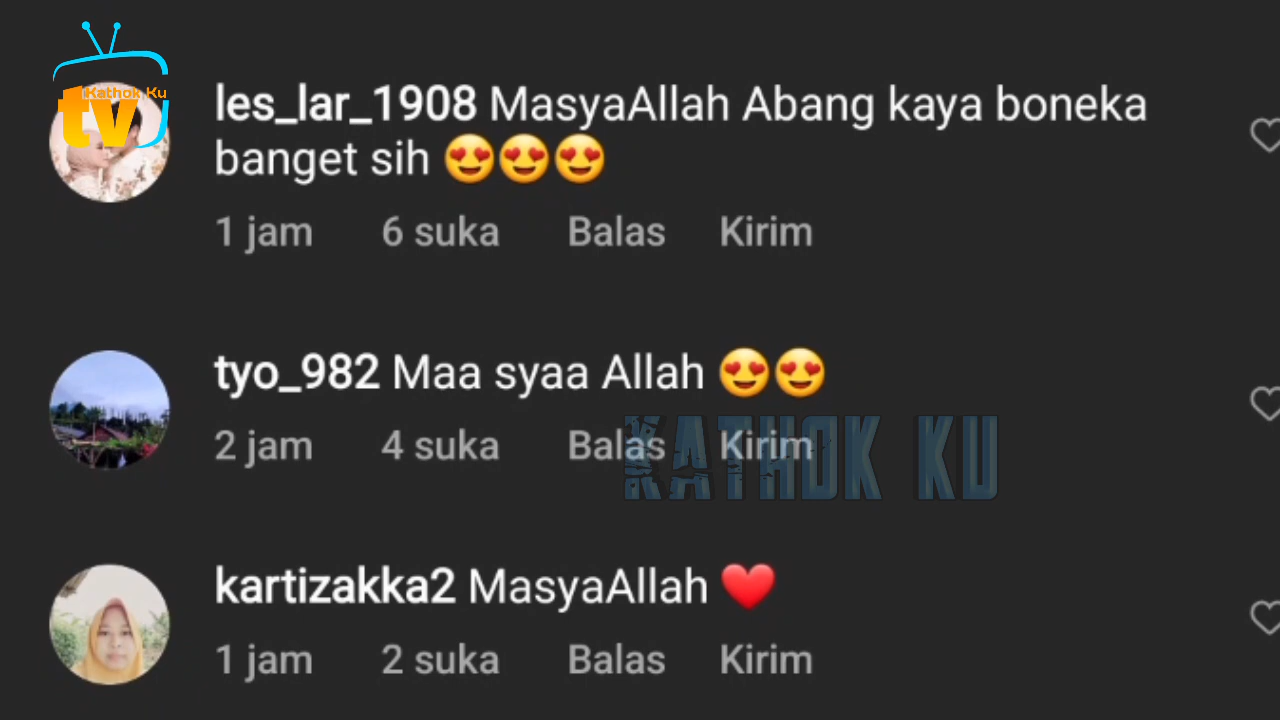 Kathok Ku
tv
les_lar_1908 MasyaAllah Abang kaya boneka
banget sih 😍😍😍
1 jam 6 suka Balas Kirim
tyo_982 Maa syaa Allah 😍😍
2 jam 4 suka Balas Kirim
KATHOK KU
kartizakka2 MasyaAllah ❤️
1 jam 2 suka Balas Kirim